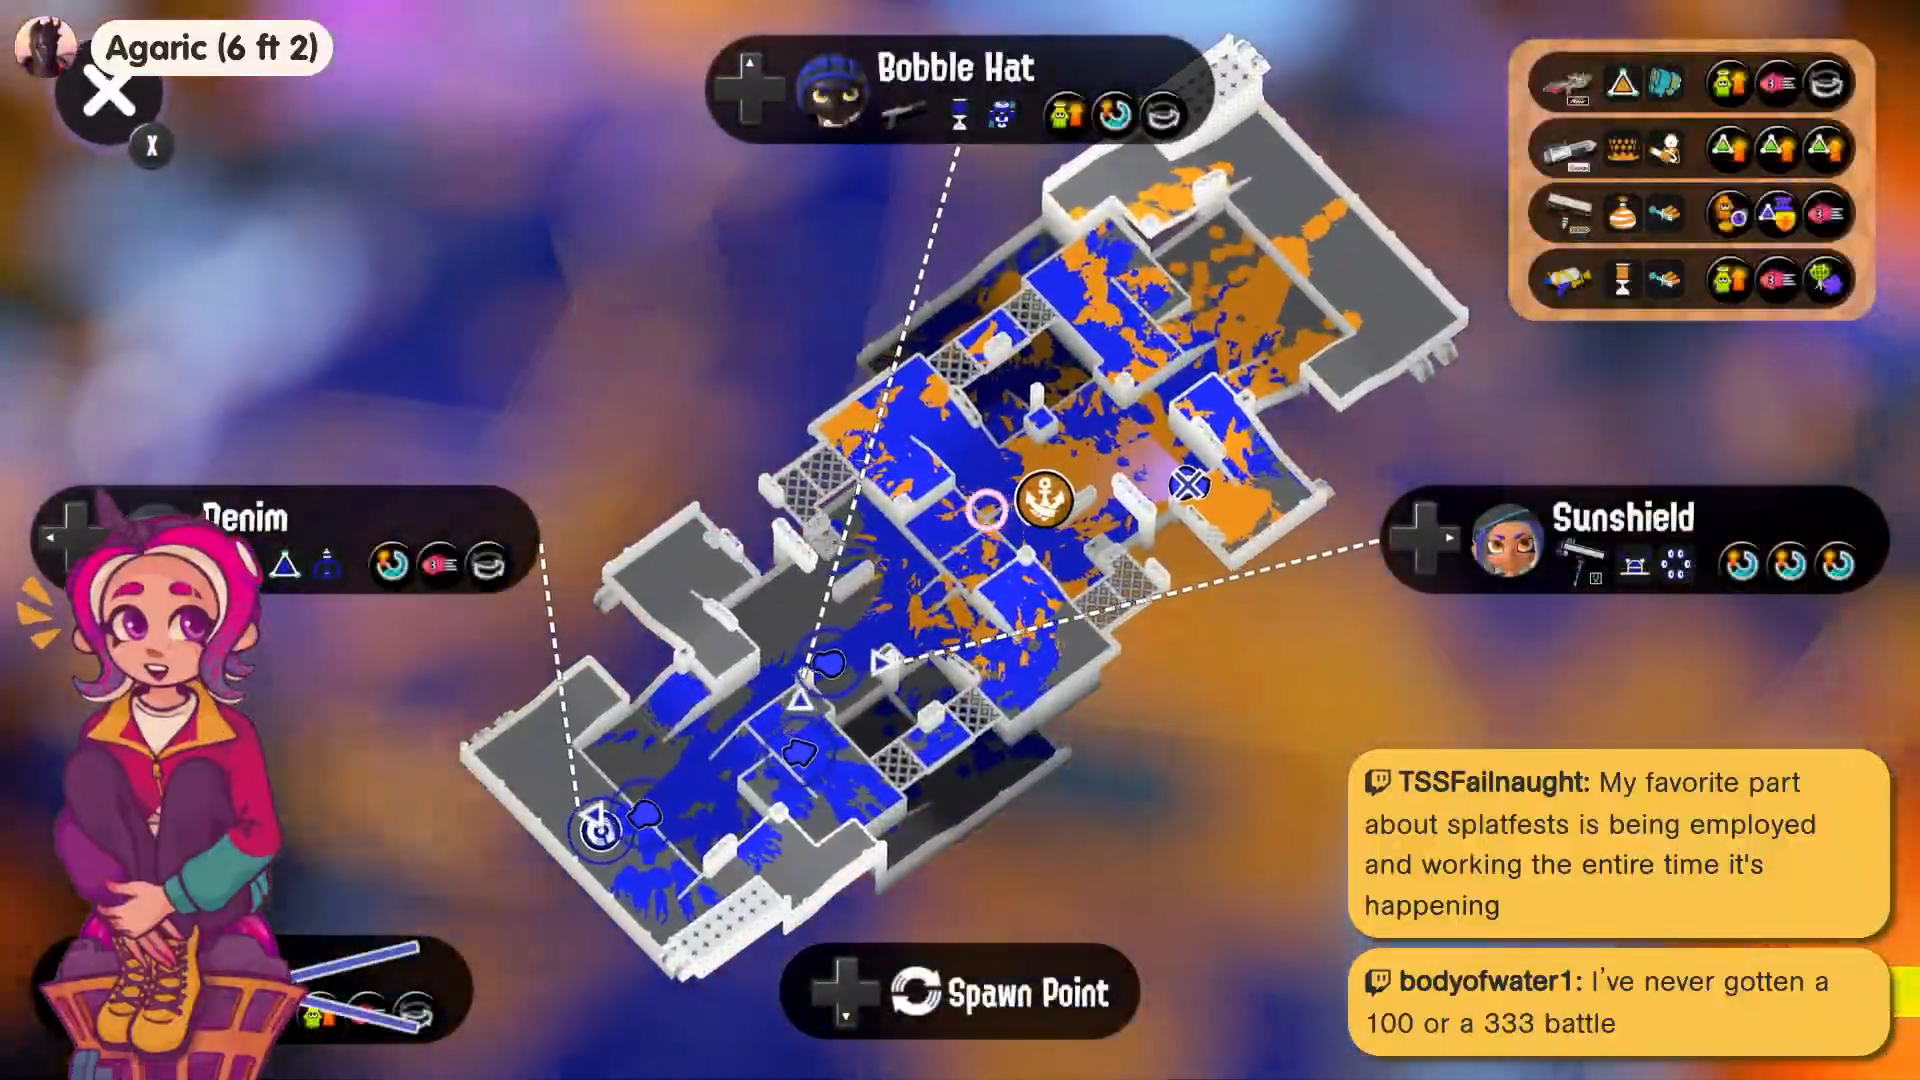 Agaric (6 ft 2)
X
Bobble Hat
Denim
Sunshield
Spawn Point
TSSFailnaught: My favorite part
about splatfests is being employed
and working the entire time it's
happening
bodyofwater1: I've never gotten a
100 or a 333 battle